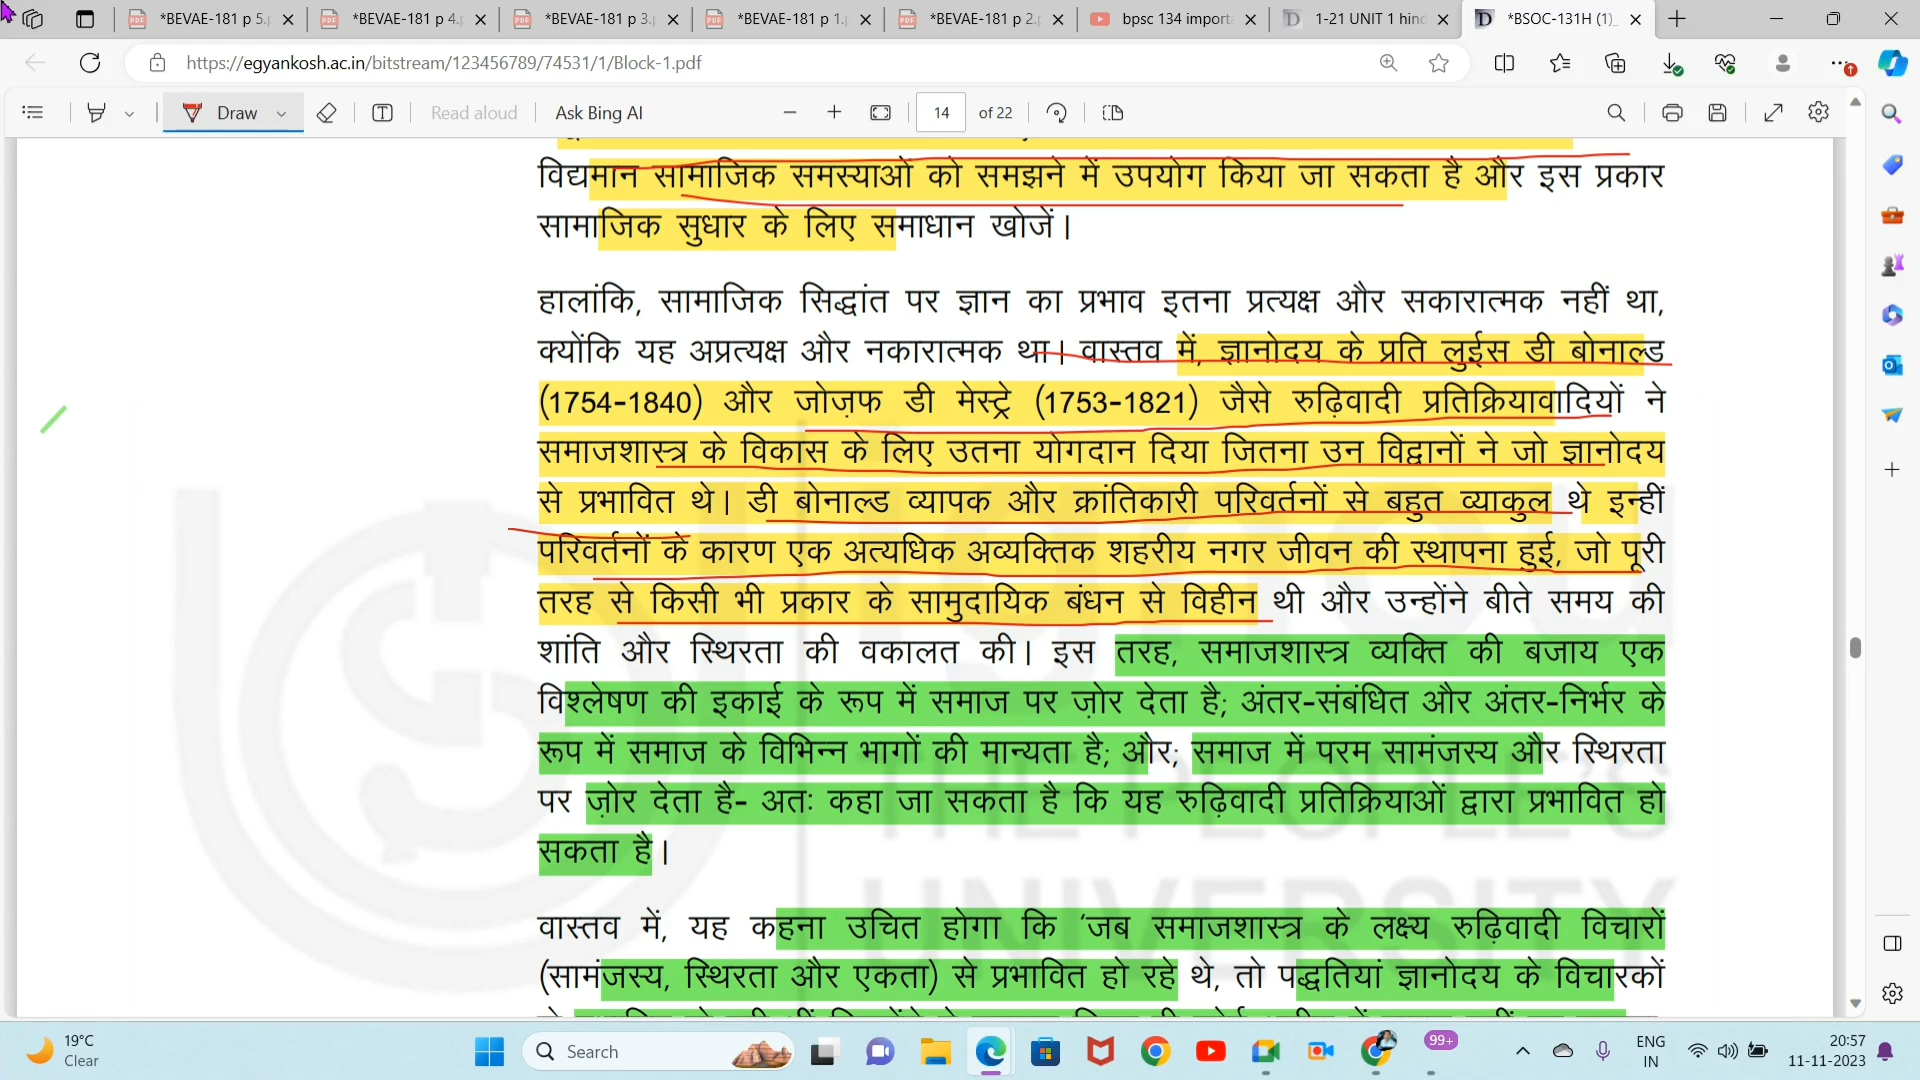 *BEVAE-181 p 5.
*BEVAE-181 p 4.
*BEVAE-181 p 3.
*BEVAE-181 p 1.
*BEVAE-181 p 2.
bpsc 134 import
1-21 UNIT 1 hind
*BSOC-131H (1)_
https://egyankosh.ac.in/bitstream/123456789/74531/1/Block-1.pdf
Draw
Read aloud
Ask Bing AI
14 of 22
विद्यमान सामाजिक समस्याओं को समझने में उपयोग किया जा सकता है और इस प्रकार
सामाजिक सुधार के लिए समाधान खोजें।
हालांकि, सामाजिक सिद्धांत पर ज्ञान का प्रभाव इतना प्रत्यक्ष और सकारात्मक नहीं था,
क्योंकि यह अप्रत्यक्ष और नकारात्मक था। वास्तव में, ज्ञानोदय के प्रति लुईस डी बोनाल्ड
(1754-1840) और जोज़फ डी मेस्ट्रे (1753-1821) जैसे रुढ़िवादी प्रतिक्रियावादियों ने
समाजशास्त्र के विकास के लिए उतना योगदान दिया जितना उन विद्वानों ने जो ज्ञानोदय
से प्रभावित थे। डी बोनाल्ड व्यापक और क्रांतिकारी परिवर्तनों से बहुत व्याकुल थे इन्हीं
परिवर्तनों के कारण एक अत्यधिक अव्यक्तिक शहरीय नगर जीवन की स्थापना हुई, जो पूरी
तरह से किसी भी प्रकार के सामुदायिक बंधन से विहीन थी और उन्होंने बीते समय की
शांति और स्थिरता की वकालत की। इस तरह, समाजशास्त्र व्यक्ति की बजाय एक
विश्लेषण की इकाई के रूप में समाज पर ज़ोर देता है; अंतर-संबंधित और अंतर-निर्भर के
रूप में समाज के विभिन्न भागों की मान्यता है; और; समाज में परम सामंजस्य और स्थिरता
पर ज़ोर देता है- अतः कहा जा सकता है कि यह रुढ़िवादी प्रतिक्रियाओं द्वारा प्रभावित हो
सकता है।
वास्तव में, यह कहना उचित होगा कि ‘जब समाजशास्त्र के लक्ष्य रुढ़िवादी विचारों
(सामंजस्य, स्थिरता और एकता) से प्रभावित हो रहे थे, तो पद्धतियां ज्ञानोदय के विचारकों
THE PEOPLE'S
UNIVERSITY
19°C
Clear
Search
99+
ENG
IN
20:57
11-11-2023